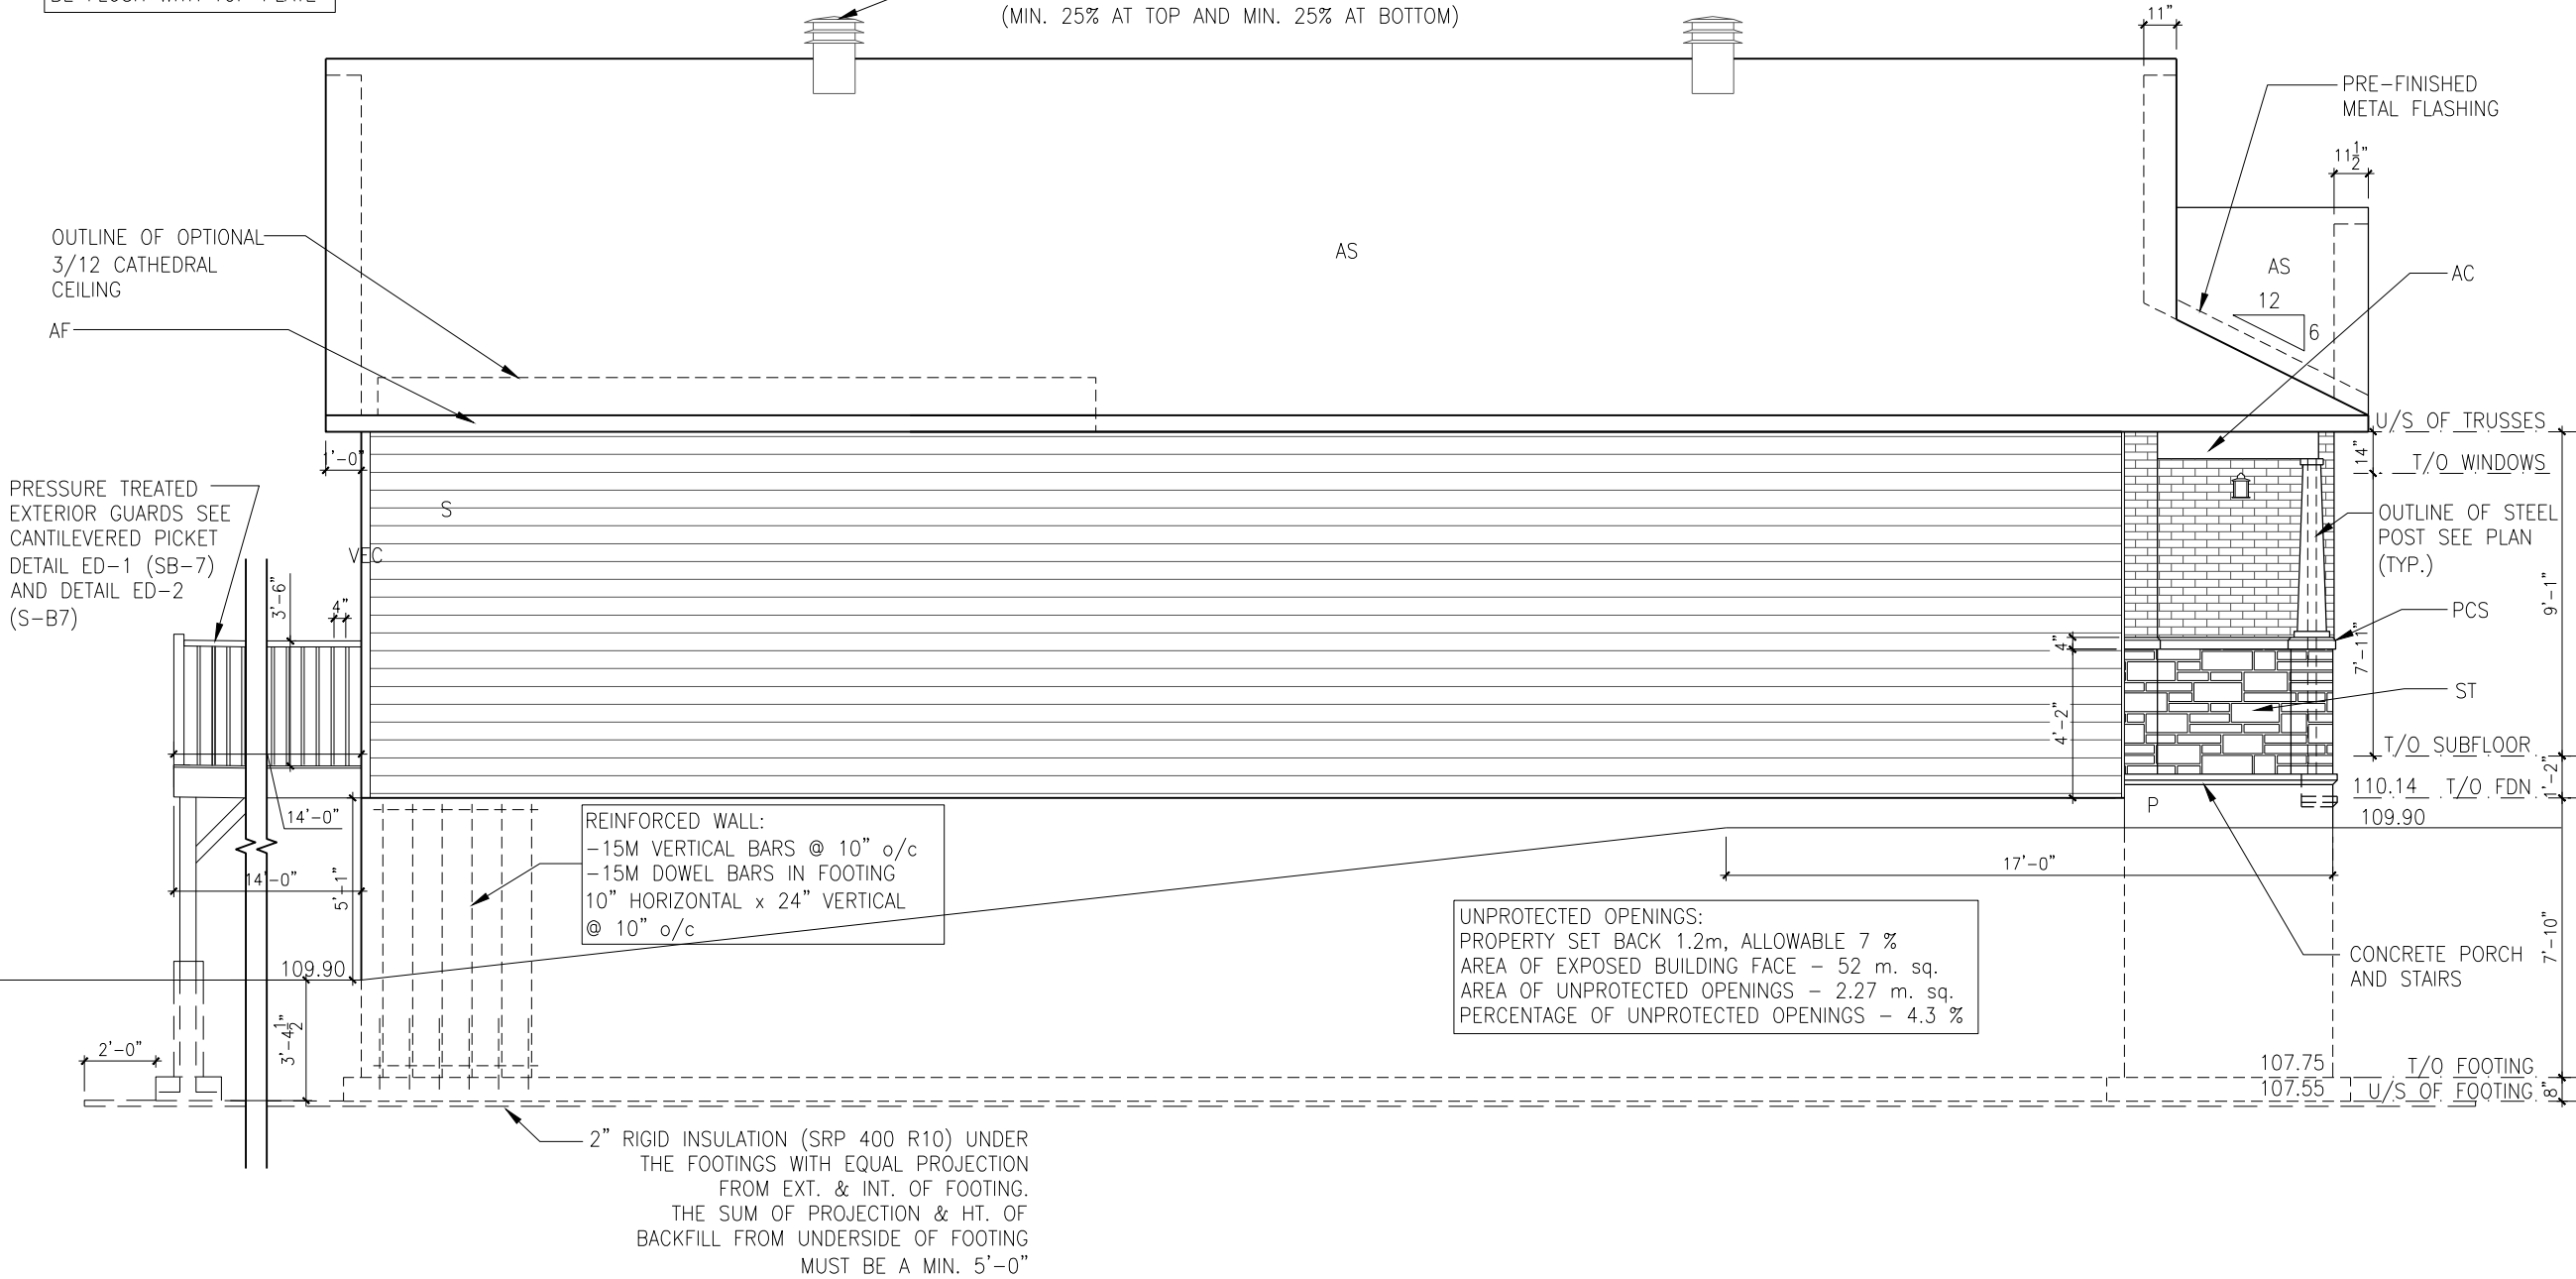 (MIN. 25% AT TOP AND MIN. 25% AT BOTTOM)
11"
PRE-FINISHED
METAL FLASHING
11 1/2"
OUTLINE OF OPTIONAL
3/12 CATHEDRAL
CEILING
AF
AS
AS
12
6
AC
U/S OF TRUSSES
14"
T/O WINDOWS
1'-0"
S
VEC
PRESSURE TREATED
EXTERIOR GUARDS SEE
CANTILEVERED PICKET
DETAIL ED-1 (SB-7)
AND DETAIL ED-2
(S-B7)
3'-6"
4"
OUTLINE OF STEEL
POST SEE PLAN
(TYP.)
9'-1"
PCS
7'-11"
4"
4'-2"
ST
T/O SUBFLOOR
1'-2"
110.14 T/O FDN
109.90
P
14'-0"
14'-0"
5'-1"
REINFORCED WALL:
-15M VERTICAL BARS @ 10" o/c
-15M DOWEL BARS IN FOOTING
10" HORIZONTAL x 24" VERTICAL
@ 10" o/c
17'-0"
UNPROTECTED OPENINGS:
PROPERTY SET BACK 1.2m, ALLOWABLE 7 %
AREA OF EXPOSED BUILDING FACE - 52 m. sq.
AREA OF UNPROTECTED OPENINGS - 2.27 m. sq.
PERCENTAGE OF UNPROTECTED OPENINGS - 4.3 %
7'-10"
CONCRETE PORCH
AND STAIRS
109.90
3'-4 1/2"
2'-0"
107.75 T/O FOOTING
107.55 U/S OF FOOTING
8"
2" RIGID INSULATION (SRP 400 R10) UNDER
THE FOOTINGS WITH EQUAL PROJECTION
FROM EXT. & INT. OF FOOTING.
THE SUM OF PROJECTION & HT. OF
BACKFILL FROM UNDERSIDE OF FOOTING
MUST BE A MIN. 5'-0"